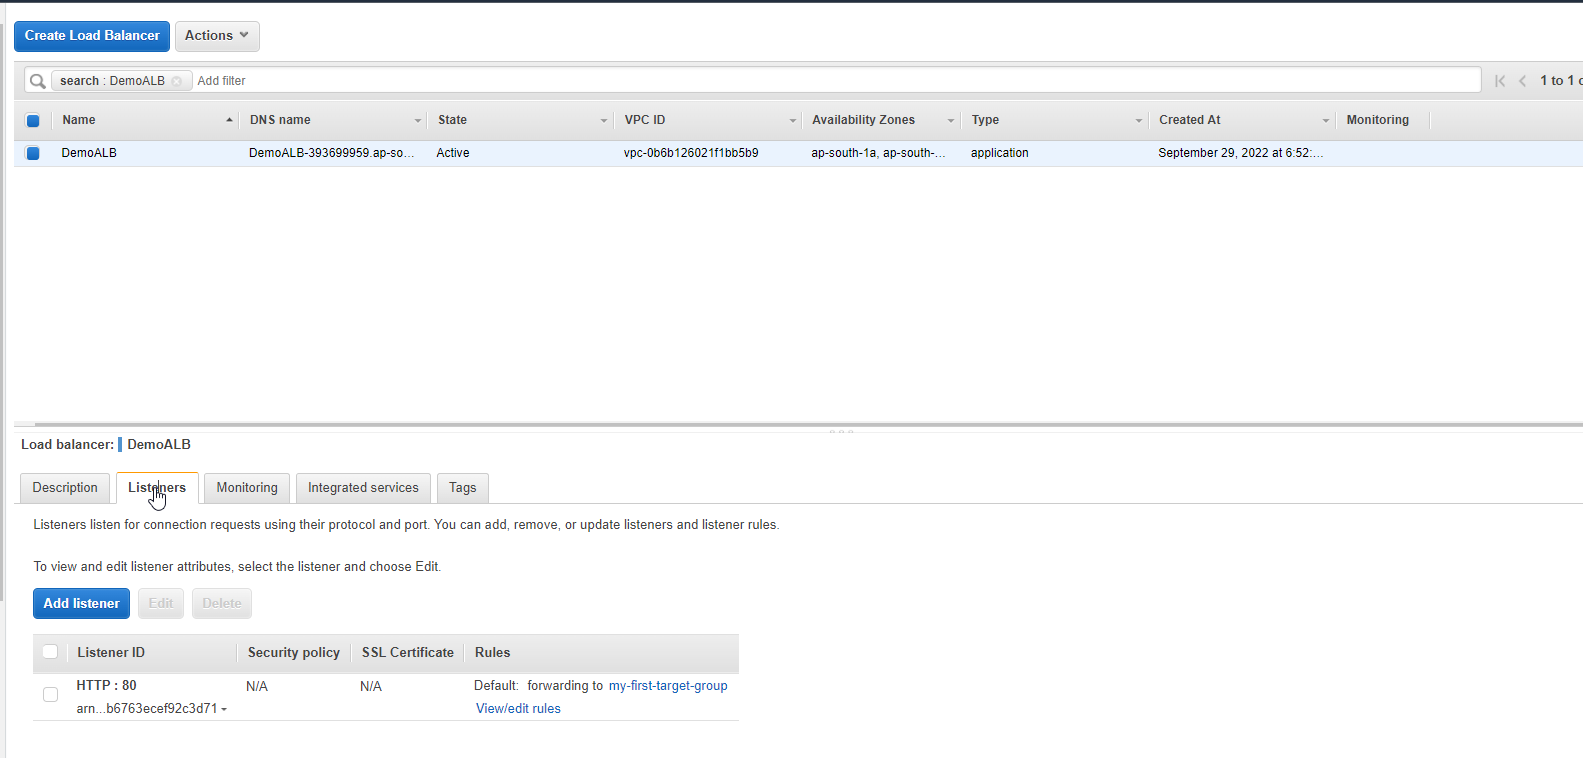 Create Load Balancer Actions
search : DemoALB Add filter 1 to 1
Name DNS name State VPC ID Availability Zones Type Created At Monitoring
DemoALB DemoALB-393699959.ap-so... Active vpc-0b6b126021f1bb5b9 ap-south-1a, ap-south-... application September 29, 2022 at 6:52:...
Load balancer: DemoALB
Description Listeners Monitoring Integrated services Tags
Listeners listen for connection requests using their protocol and port. You can add, remove, or update listeners and listener rules.
To view and edit listener attributes, select the listener and choose Edit.
Add listener Edit Delete
Listener ID Security policy SSL Certificate Rules
HTTP : 80 N/A N/A Default: forwarding to my-first-target-group
arn...b6763ecef92c3d71 View/edit rules